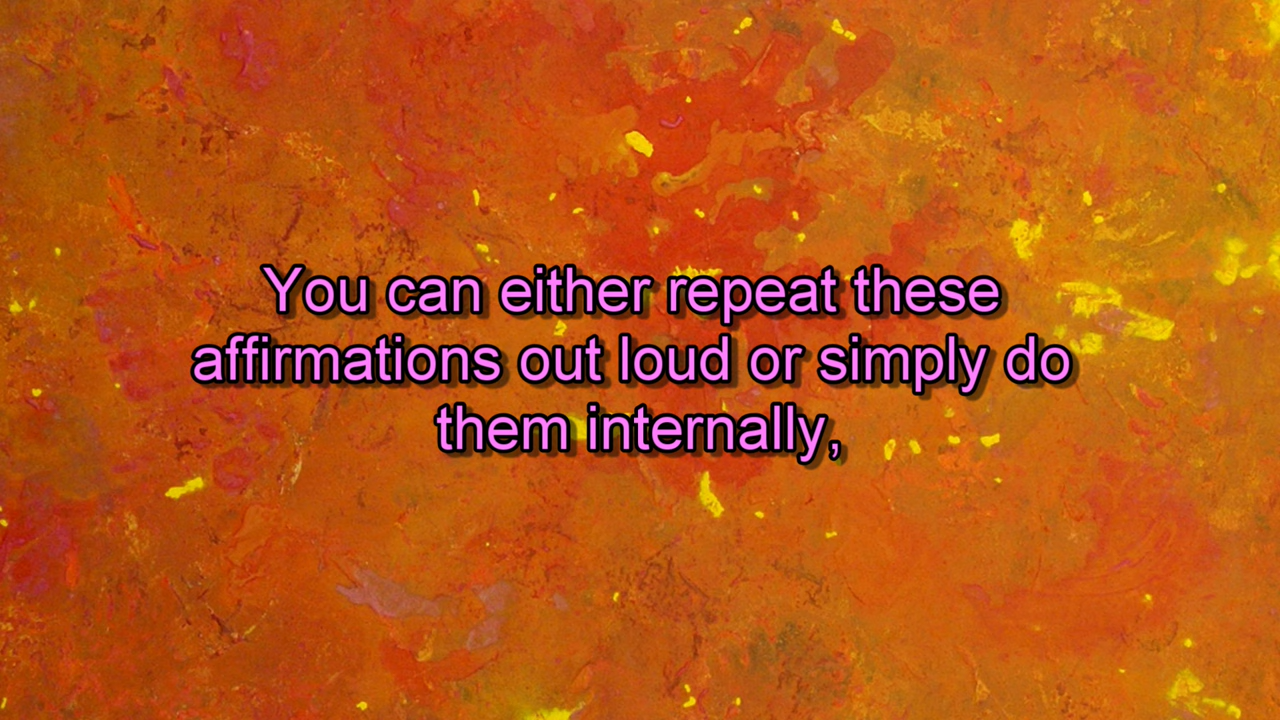 You can either repeat these
affirmations out loud or simply do
them internally,